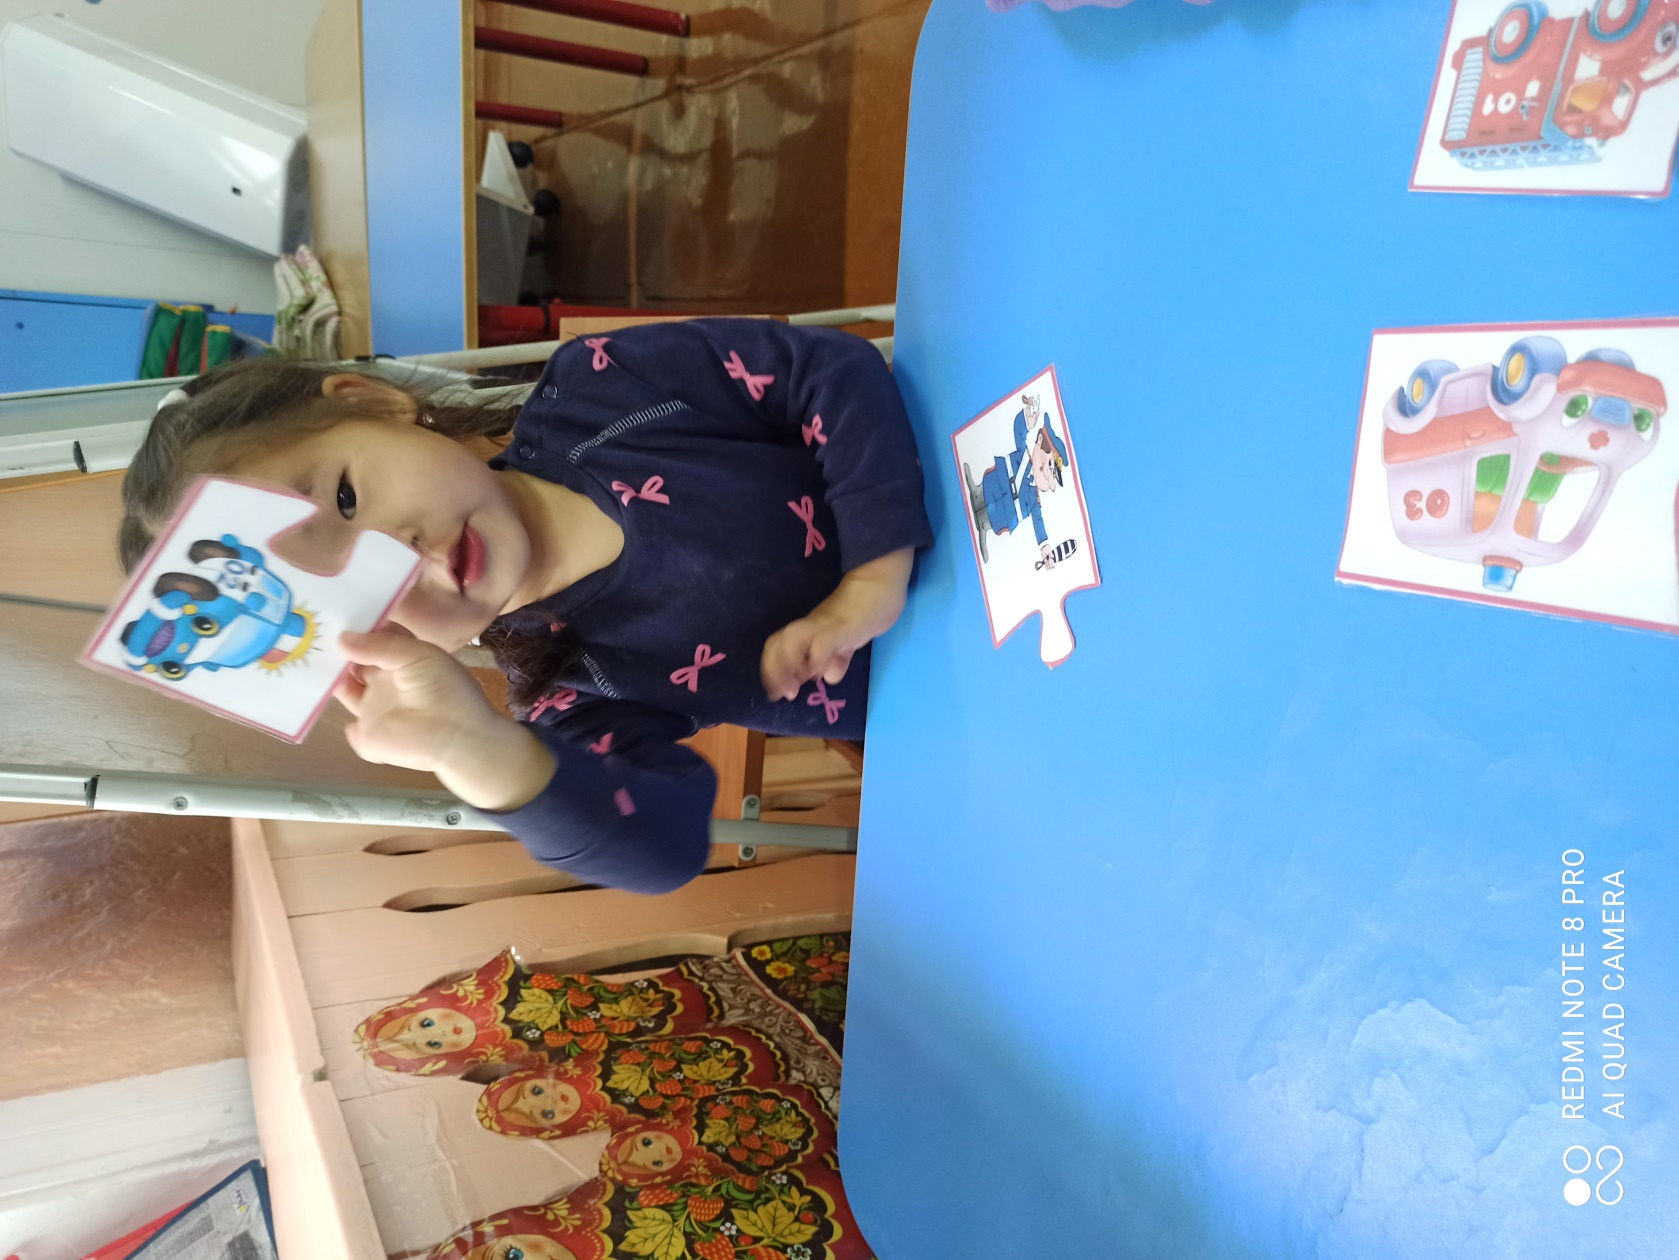 01
03
02
REDMI NOTE 8 PRO
AI QUAD CAMERA